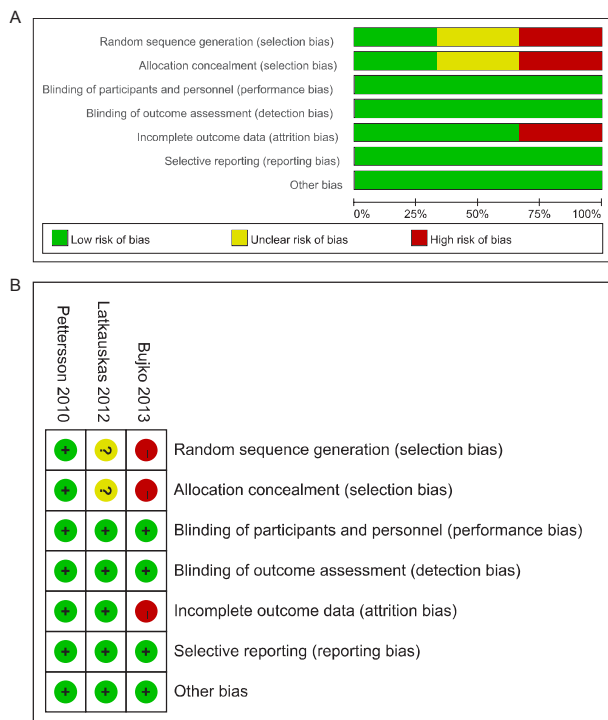 A
Random sequence generation (selection bias)
Allocation concealment (selection bias)
Blinding of participants and personnel (performance bias)
Blinding of outcome assessment (detection bias)
Incomplete outcome data (attrition bias)
Selective reporting (reporting bias)
Other bias
0% 25% 50% 75% 100%
Low risk of bias Unclear risk of bias High risk of bias
B
Pettersson 2010 Latkauskas 2012 Bujko 2013
+ ? Random sequence generation (selection bias)
+ ? Allocation concealment (selection bias)
+ + + Blinding of participants and personnel (performance bias)
+ + + Blinding of outcome assessment (detection bias)
+ + Incomplete outcome data (attrition bias)
+ + + Selective reporting (reporting bias)
+ + + Other bias